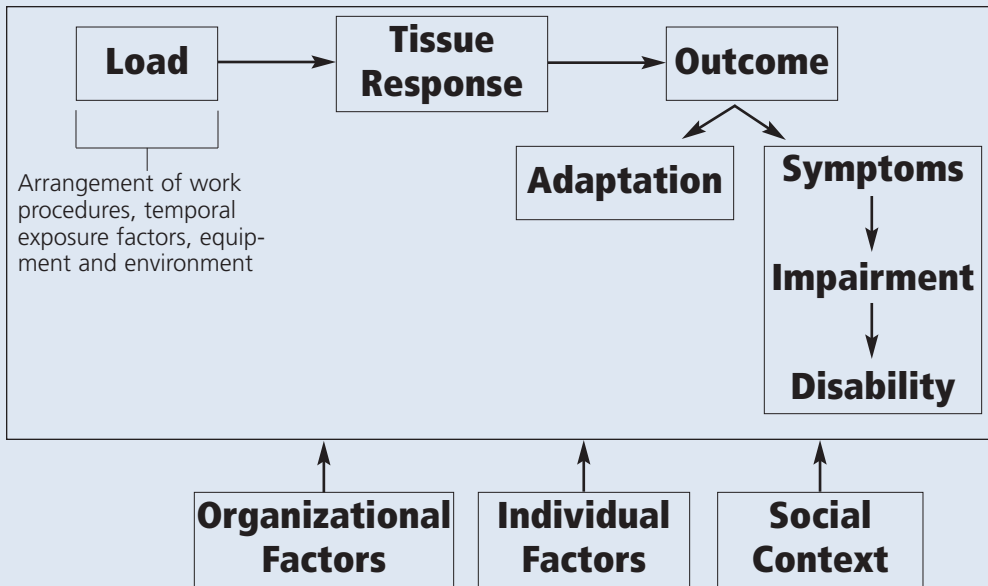 Load
Tissue
Response
Outcome
Arrangement of work
procedures, temporal
exposure factors, equip-
ment and environment
Adaptation
Symptoms
Impairment
Disability
Organizational
Factors
Individual
Factors
Social
Context